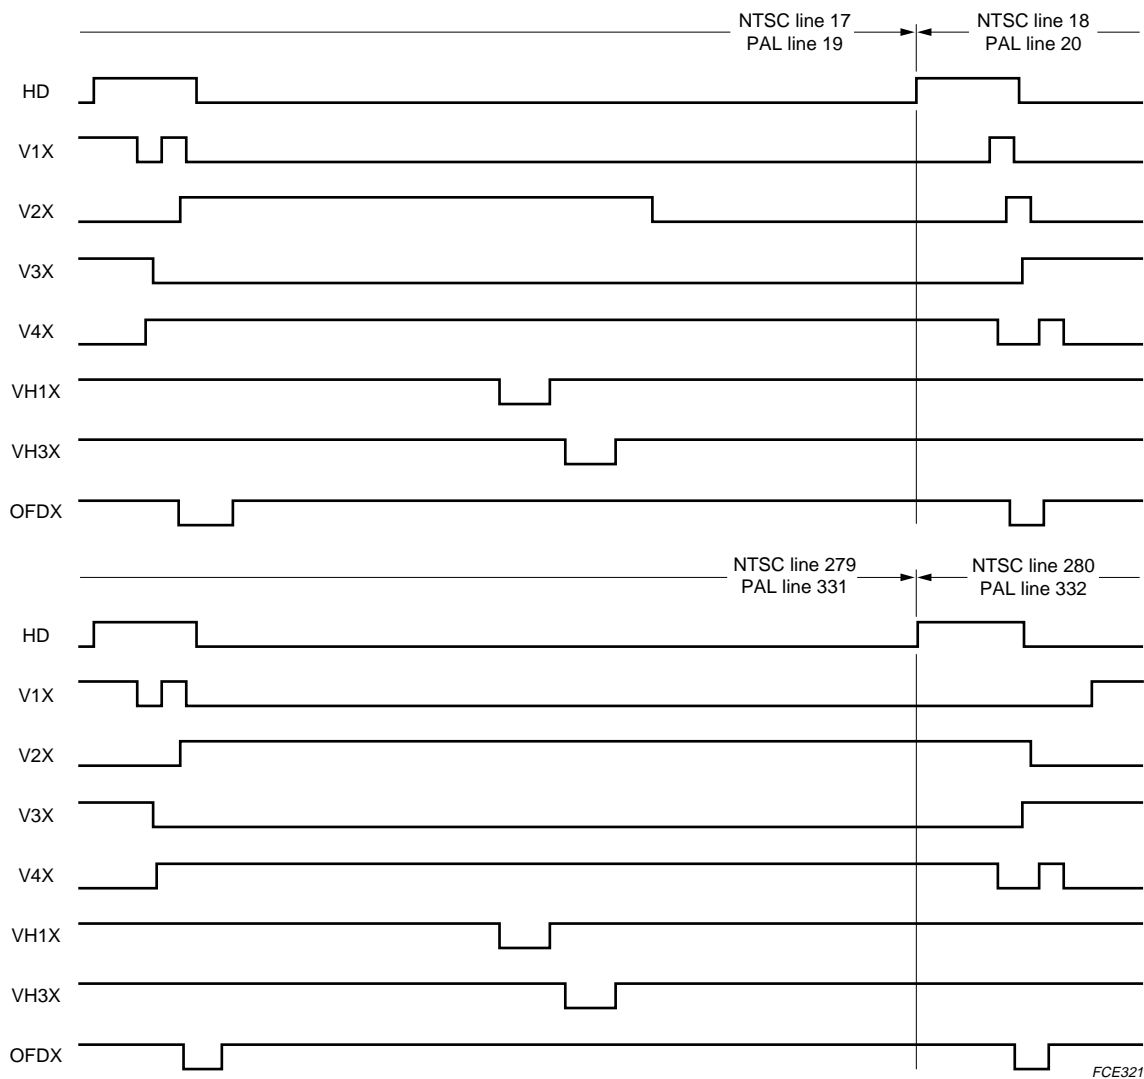 NTSC line 17
PAL line 19
NTSC line 18
PAL line 20
HD
V1X
V2X
V3X
V4X
VH1X
VH3X
OFDX
NTSC line 279
PAL line 331
NTSC line 280
PAL line 332
HD
V1X
V2X
V3X
V4X
VH1X
VH3X
OFDX
FCE321